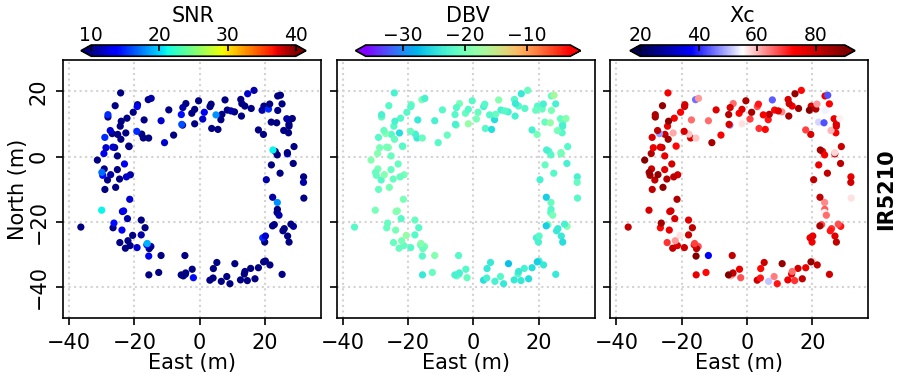 SNR DBV Xc
10 20 30 40 −30 −20 −10 20 40 60 80
20
0
−20
−40
North (m)
−40 −20 0 20 −40 −20 0 20 −40 −20 0 20
East (m) East (m) East (m)
IR5210